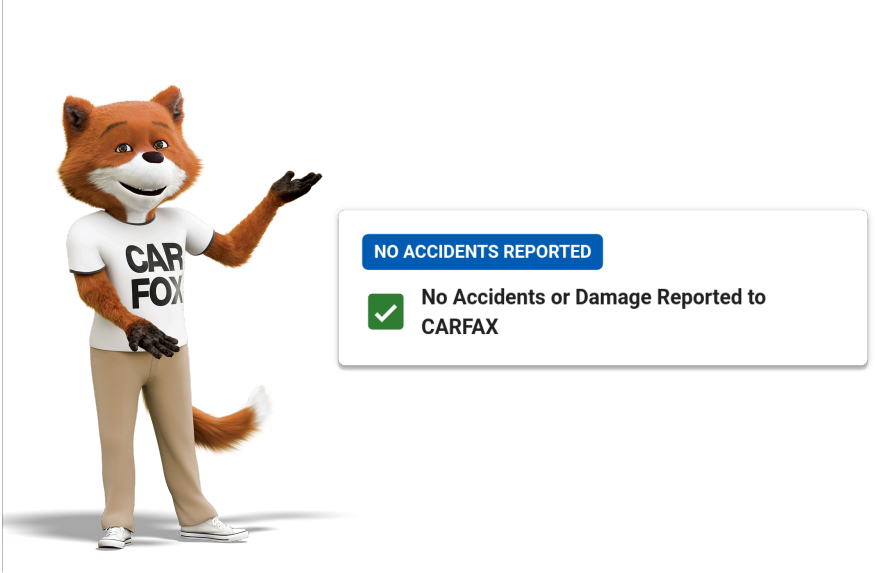 CAR
FOX
NO ACCIDENTS REPORTED
No Accidents or Damage Reported to
CARFAX